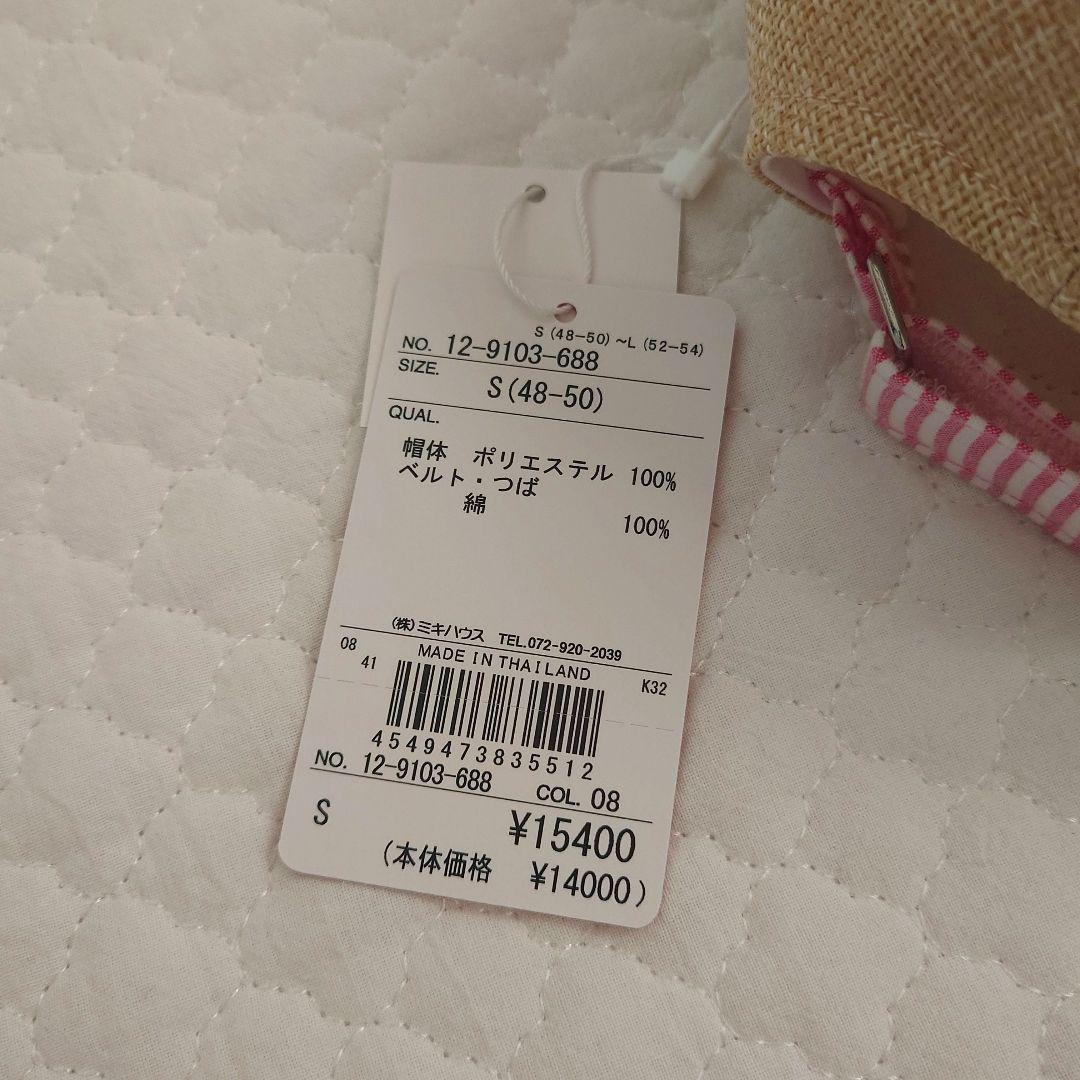 S (48-50) ~L (52-54)
NO. 12-9103-688
SIZE.
S(48-50)
QUAL.
帽体 ポリエステル 100%
ベルト・つば
綿 100%
(株)ミキハウス TEL.072-920-2039
08 MADE IN THAILAND
41 K32
4549473835512
NO. 12-9103-688 COL. 08
S ¥15400
(本体価格 ¥14000)